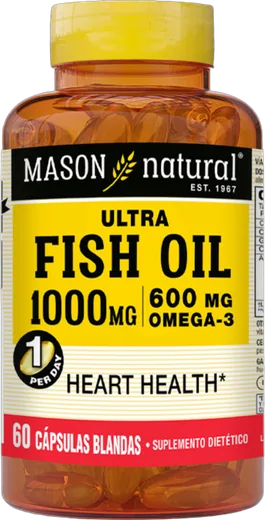 MASON natural®
EST. 1967
ULTRA
FISH OIL
1000MG 600 MG
OMEGA-3
1
PER DAY
HEART HEALTH*
60 CÁPSULAS BLANDAS • SUPLEMENTO DIETÉTICO